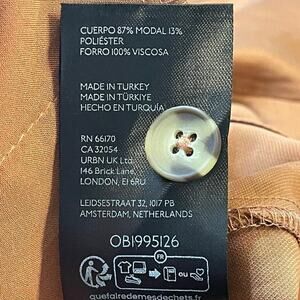 CUERPO 87% MODAL 13%
POLIÉSTER
FORRO 100% VISCOSA
MADE IN TURKEY
MADE IN TÜRKIYE
HECHO EN TURQUÍA
RN 66170
CA 32054
URBN UK Ltd.
146 Brick Lane,
LONDON, E1 6RU
LEIDSESTRAAT 32, 1017 PB
AMSTERDAM, NETHERLANDS
OB1995126
FR
ou
quefairedemesdechets.fr